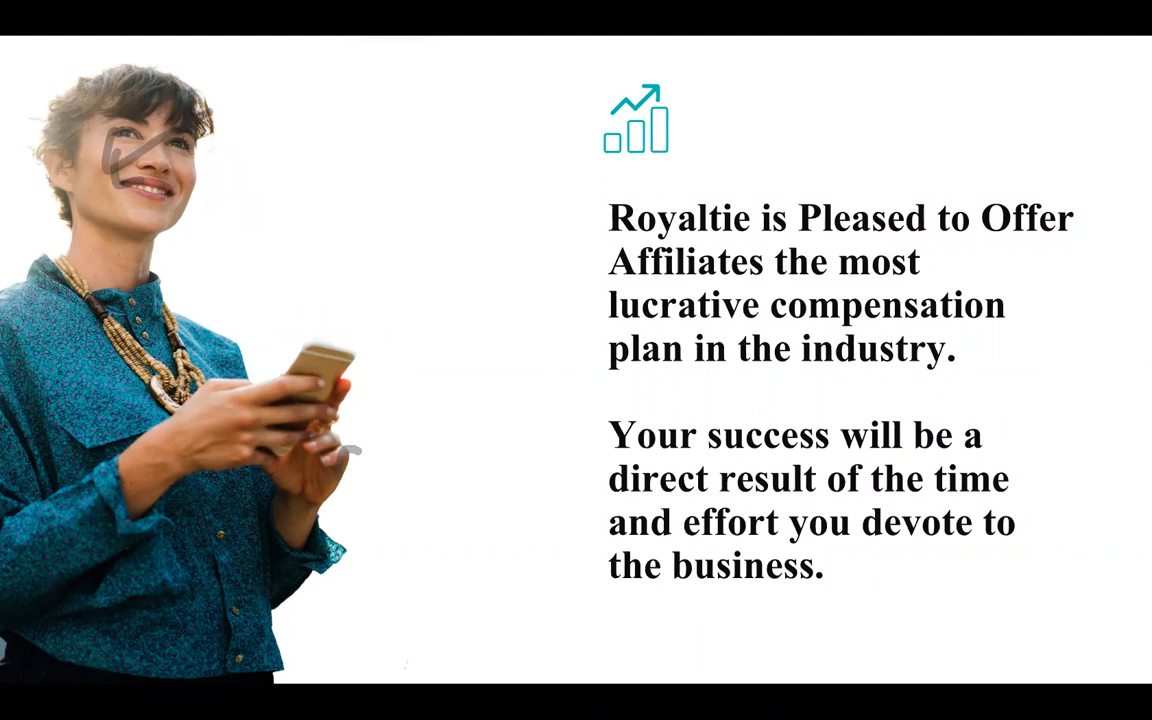 Royaltie is Pleased to Offer
Affiliates the most
lucrative compensation
plan in the industry.
Your success will be a
direct result of the time
and effort you devote to
the business.